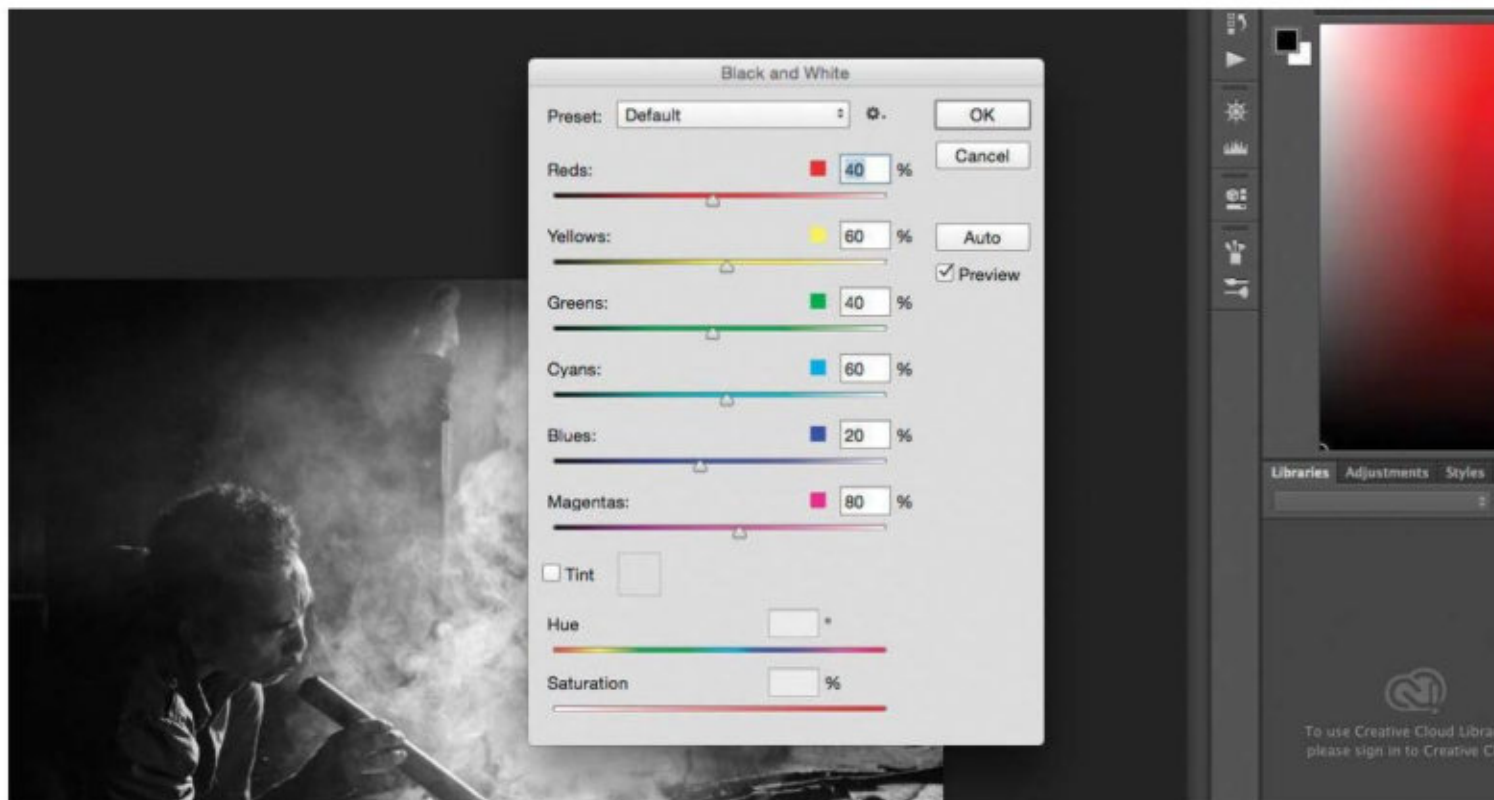 Black and White
Preset: Default
OK
Cancel
Reds: 40 %
Yellows: 60 %
Auto
Preview
Greens: 40 %
Cyans: 60 %
Blues: 20 %
Magentas: 80 %
Tint
Hue °
Saturation %
Libraries Adjustments Styles
To use Creative Cloud
please sign in to Creative